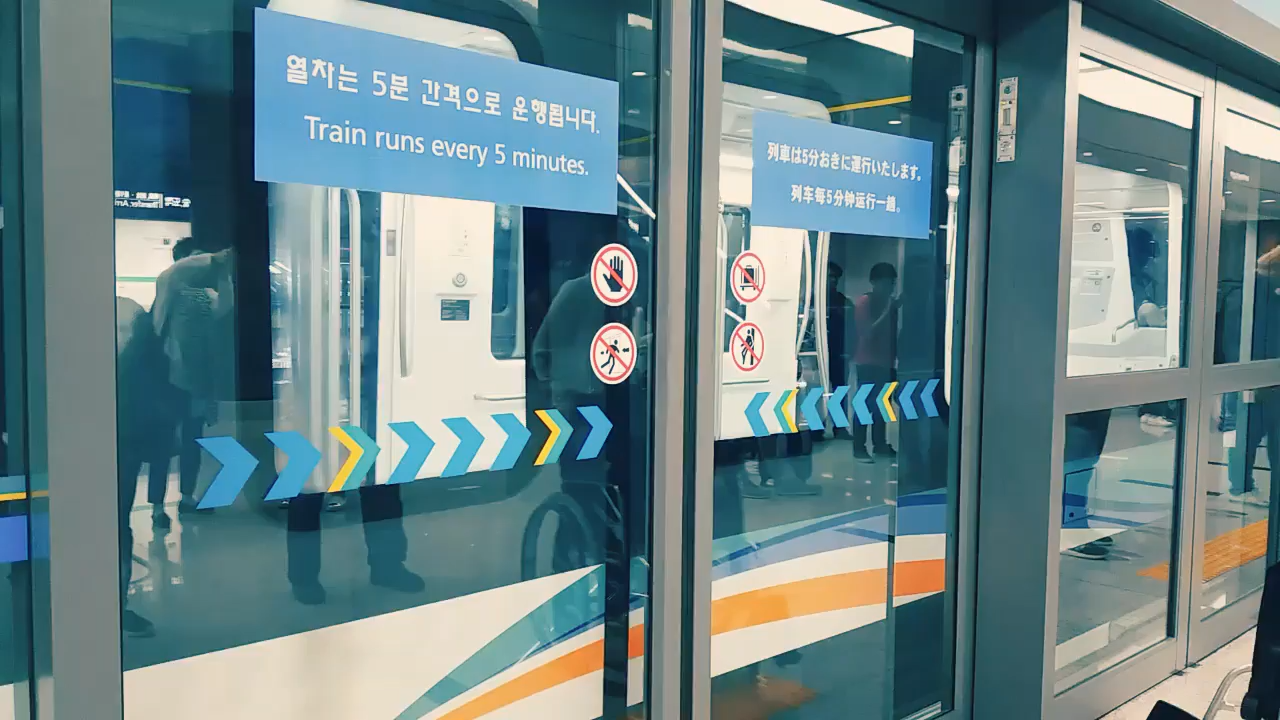 열차는 5분 간격으로 운행됩니다.
Train runs every 5 minutes.
列車は5分おきに運行いたします。
列车每5分钟运行一趟。